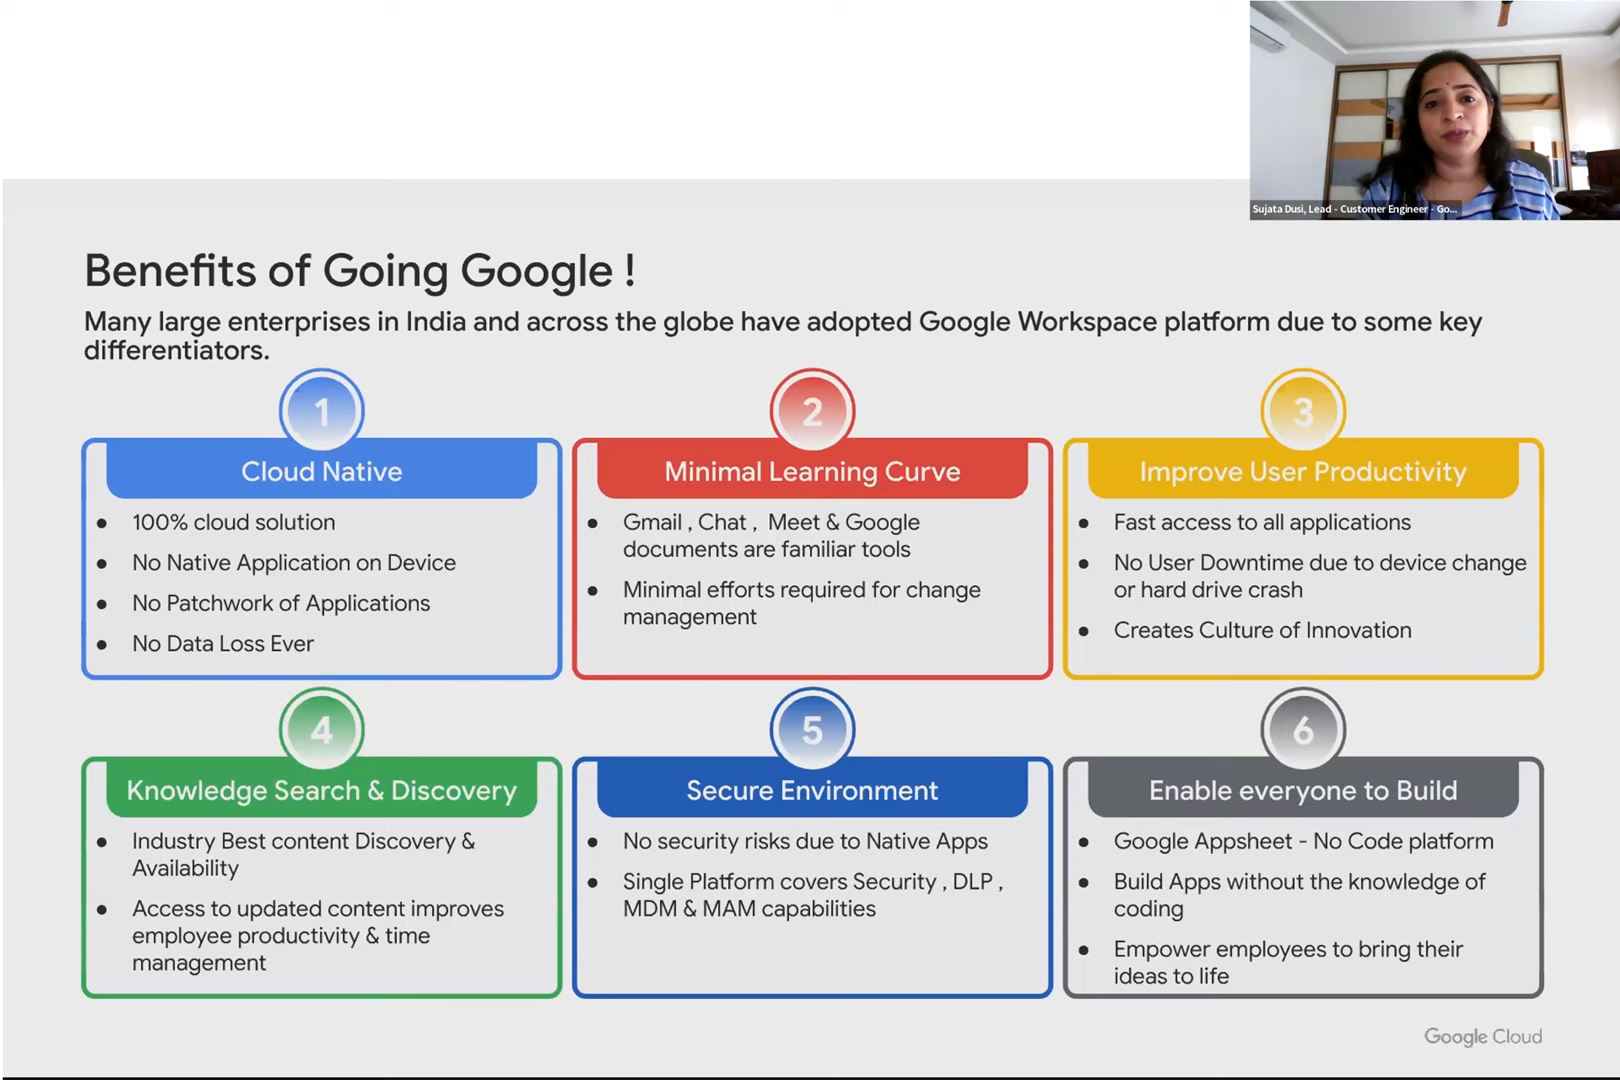 Sujata Dusi, Lead - Customer Engineer - Go...
Benefits of Going Google !
Many large enterprises in India and across the globe have adopted Google Workspace platform due to some key
differentiators.
1
Cloud Native
• 100% cloud solution
• No Native Application on Device
• No Patchwork of Applications
• No Data Loss Ever
2
Minimal Learning Curve
• Gmail , Chat , Meet & Google
documents are familiar tools
• Minimal efforts required for change
management
3
Improve User Productivity
• Fast access to all applications
• No User Downtime due to device change
or hard drive crash
• Creates Culture of Innovation
4
Knowledge Search & Discovery
• Industry Best content Discovery &
Availability
• Access to updated content improves
employee productivity & time
management
5
Secure Environment
• No security risks due to Native Apps
• Single Platform covers Security , DLP ,
MDM & MAM capabilities
6
Enable everyone to Build
• Google Appsheet - No Code platform
• Build Apps without the knowledge of
coding
• Empower employees to bring their
ideas to life
Google Cloud